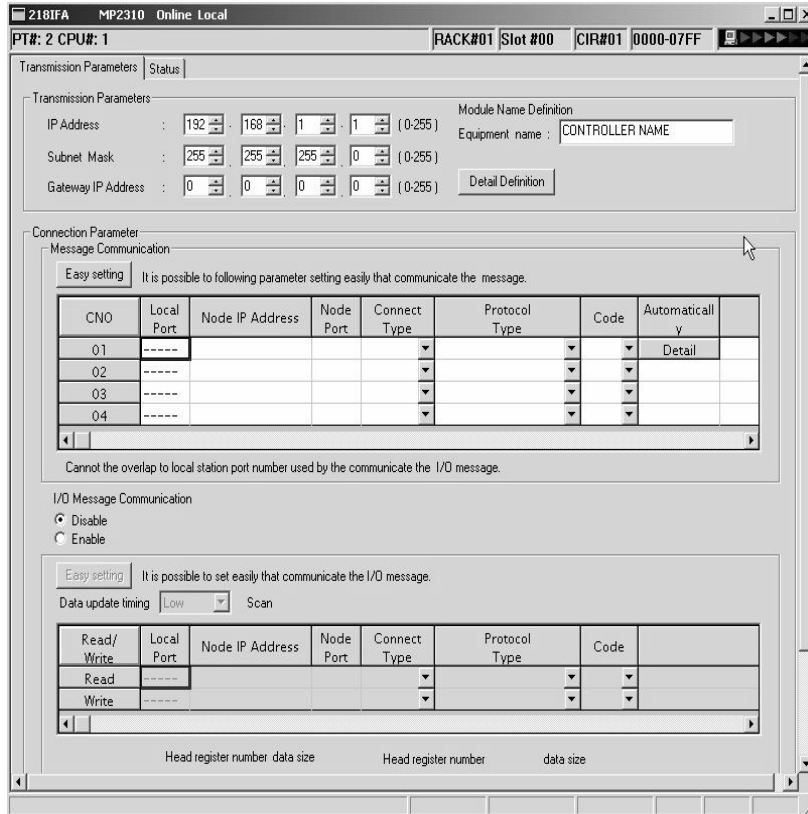 218IFA MP2310 Online Local
PT#: 2 CPU#: 1 RACK#01 Slot #00 CIR#01 0000-07FF
Transmission Parameters Status
Transmission Parameters
IP Address : 192 . 168 . 1 . 1 (0-255)
Module Name Definition
Equipment name : CONTROLLER NAME
Subnet Mask : 255 . 255 . 255 . 0 (0-255)
Gateway IP Address : 0 . 0 . 0 . 0 (0-255)
Detail Definition
Connection Parameter
Message Communication
Easy setting It is possible to following parameter setting easily that communicate the message.
CNO Local Port Node IP Address Node Port Connect Type Protocol Type Code Automatically
01 ----- Detail
02 -----
03 -----
04 -----
Cannot the overlap to local station port number used by the communicate the I/O message.
I/O Message Communication
Disable
Enable
Easy setting It is possible to set easily that communicate the I/O message.
Data update timing Low Scan
Read/Write Local Port Node IP Address Node Port Connect Type Protocol Type Code
Read -----
Write -----
Head register number data size Head register number data size